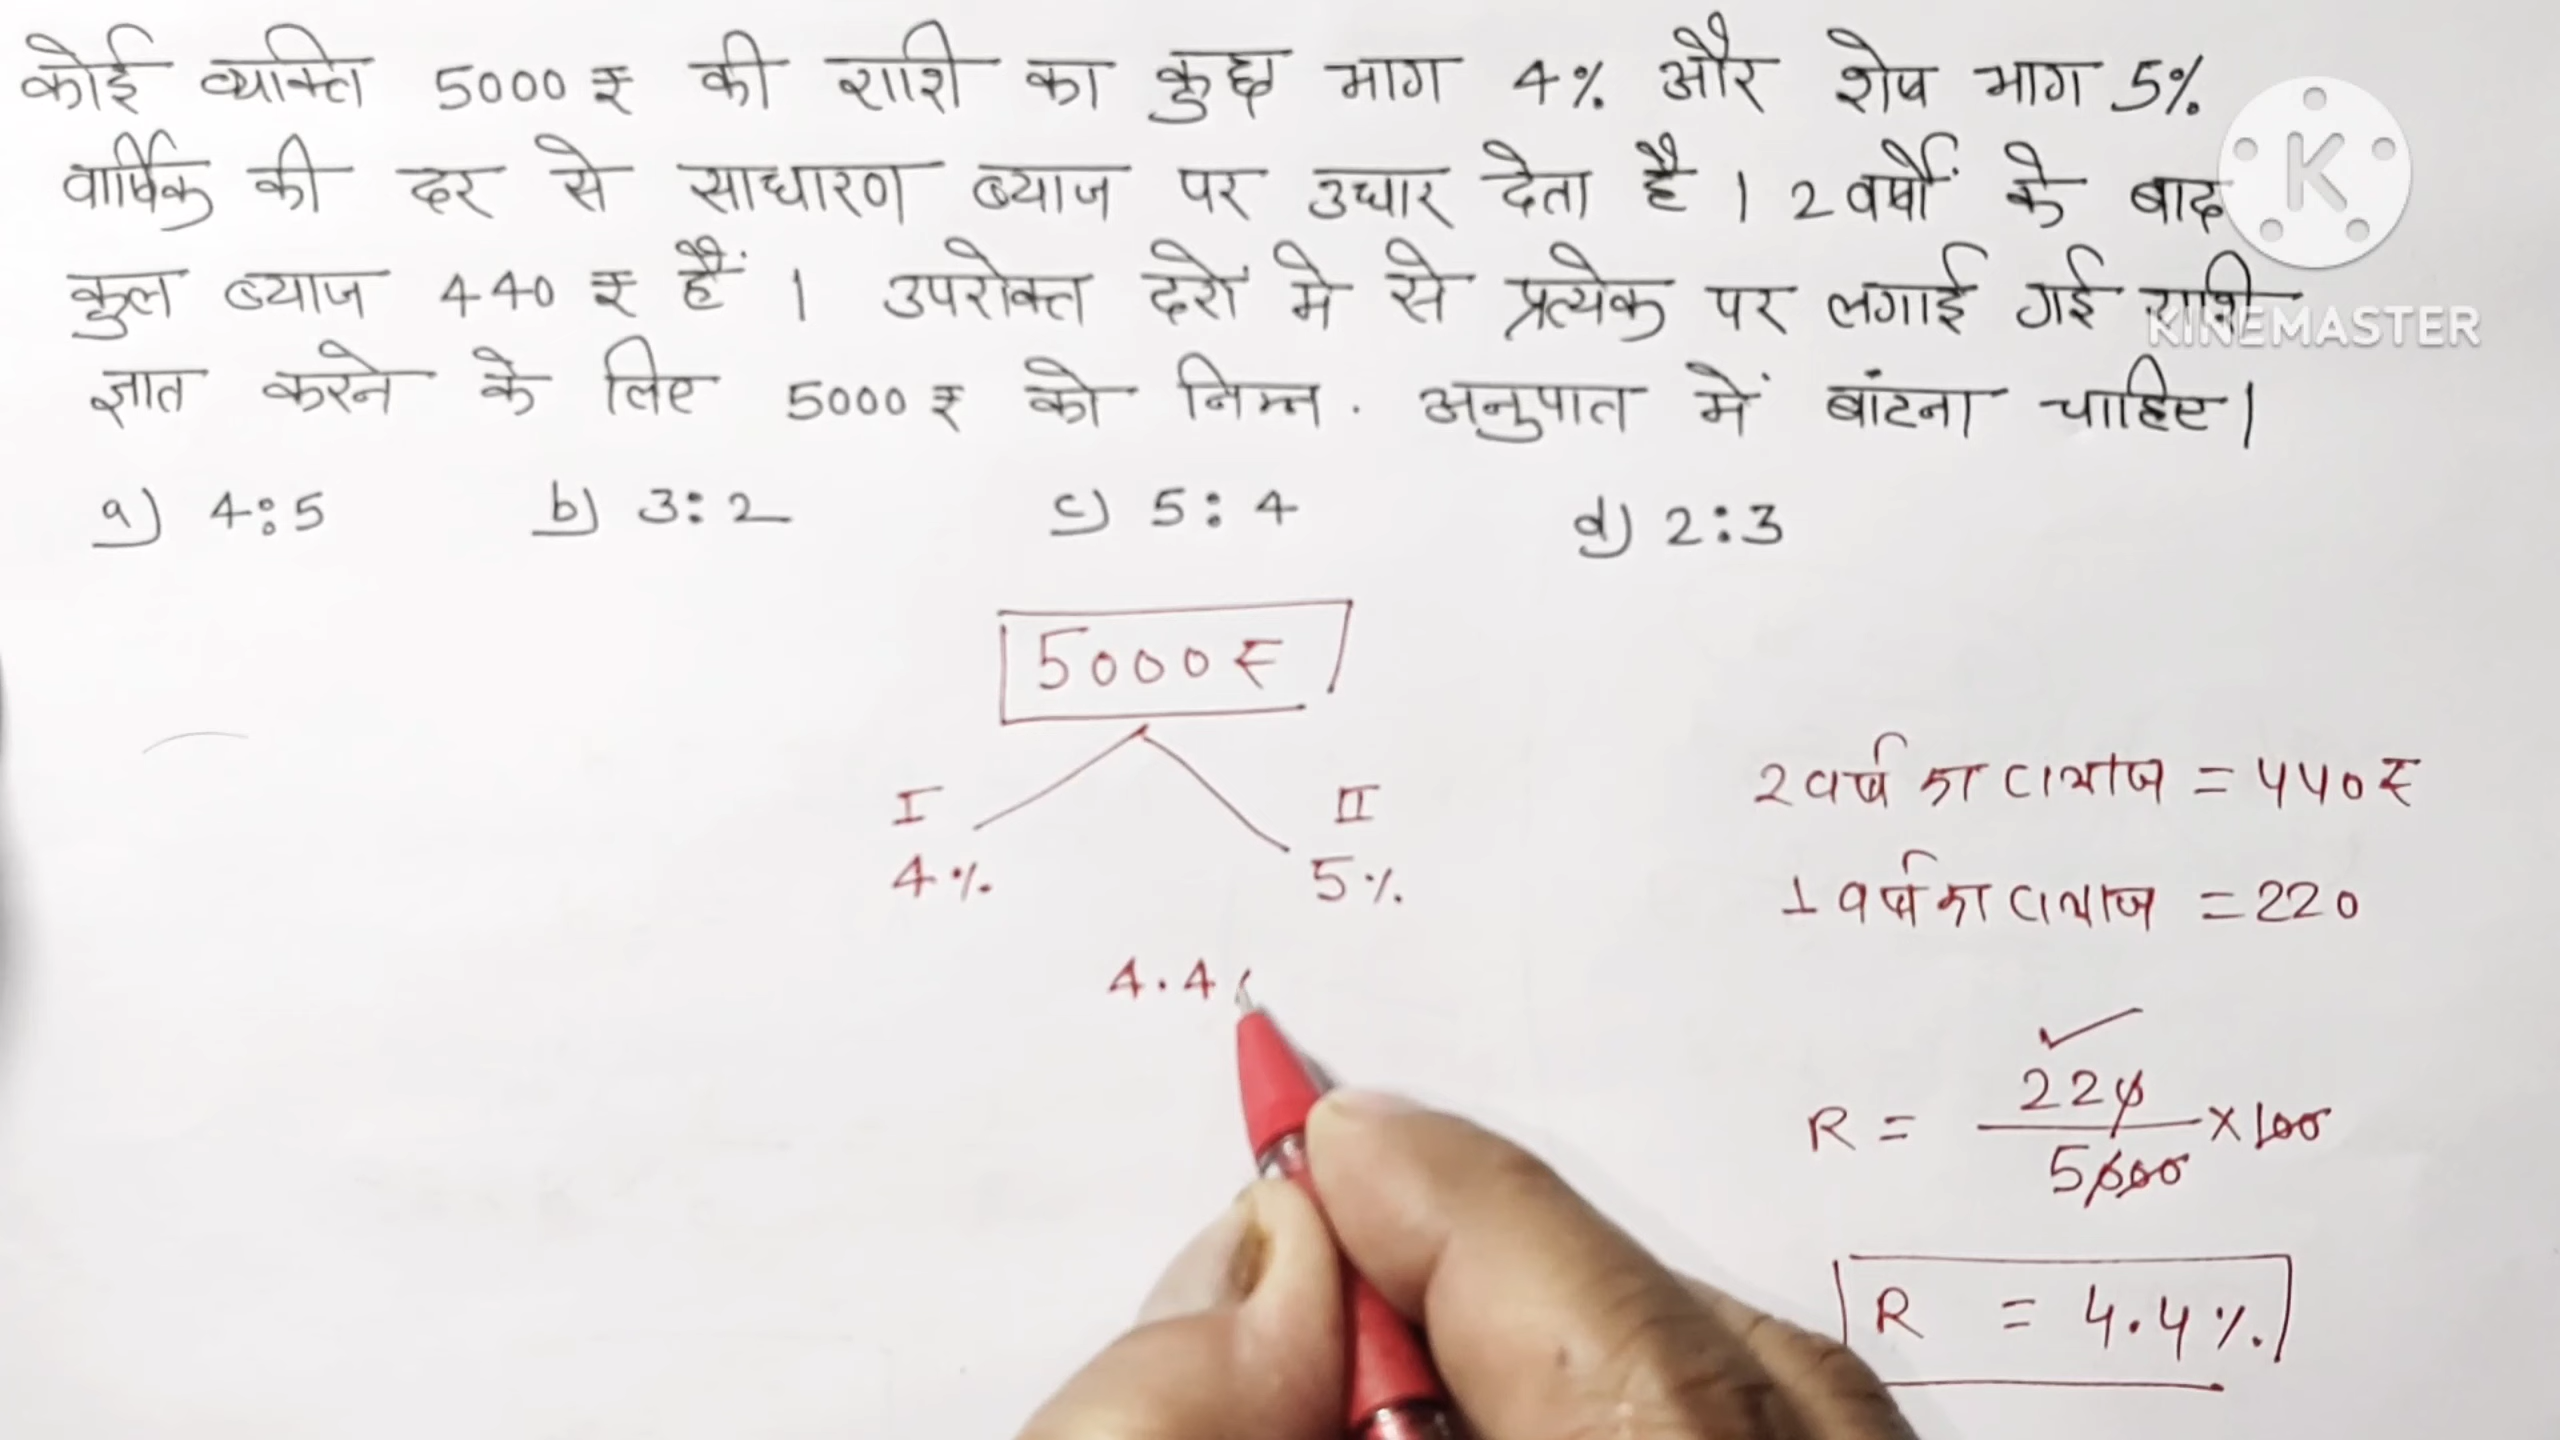 कोई व्यक्ति 5000 ₹ की राशि का कुछ भाग 4% और शेष भाग 5%
वार्षिक की दर से साधारण ब्याज पर उधार देता है । 2 वर्षों के बाद
कुल ब्याज 440 ₹ हैं । उपरोक्त दरों मे से प्रत्येक पर लगाई गई राशि
ज्ञात करने के लिए 5000 ₹ को निम्न . अनुपात में बांटना चाहिए।
a) 4:5 b) 3:2 c) 5:4 d) 2:3
K
KINEMASTER
5000₹
I II
4% 5%
4.4
2 वर्ष का ब्याज = 440₹
1 वर्ष का ब्याज = 220
R = 220/5000 × 100
R = 4.4%